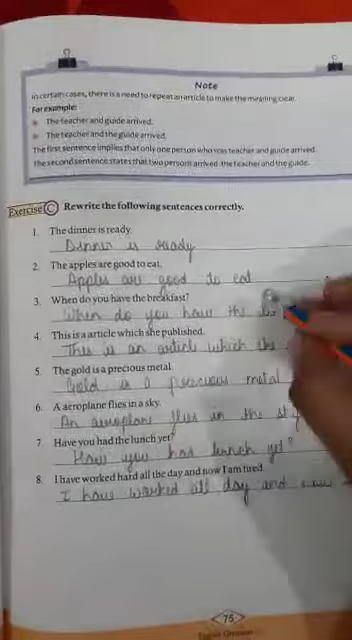 Note
In certain cases, there is a need to repeat an article to make the meaning clear.
For example:
The teacher and guide arrived.
The teacher and the guide arrived.
The first sentence implies that only one person who was teacher and guide arrived.
The second sentence states that two persons arrived-the teacher and the guide.
Exercise C Rewrite the following sentences correctly.
1. The dinner is ready.
Dinner is ready
2. The apples are good to eat.
Apples are good do eat
3. When do you have the breakfast?
When do you have the
4. This is a article which she published.
This is an article which
5. The gold is a precious metal.
Gold is a precious metal
6. A aeroplane flies in a sky.
An aeroplane flies in the sky
7. Have you had the lunch yet?
Have you had lunch yet?
8. I have worked hard all the day and now I am tired.
I have worked all day and now
75
English Grammar